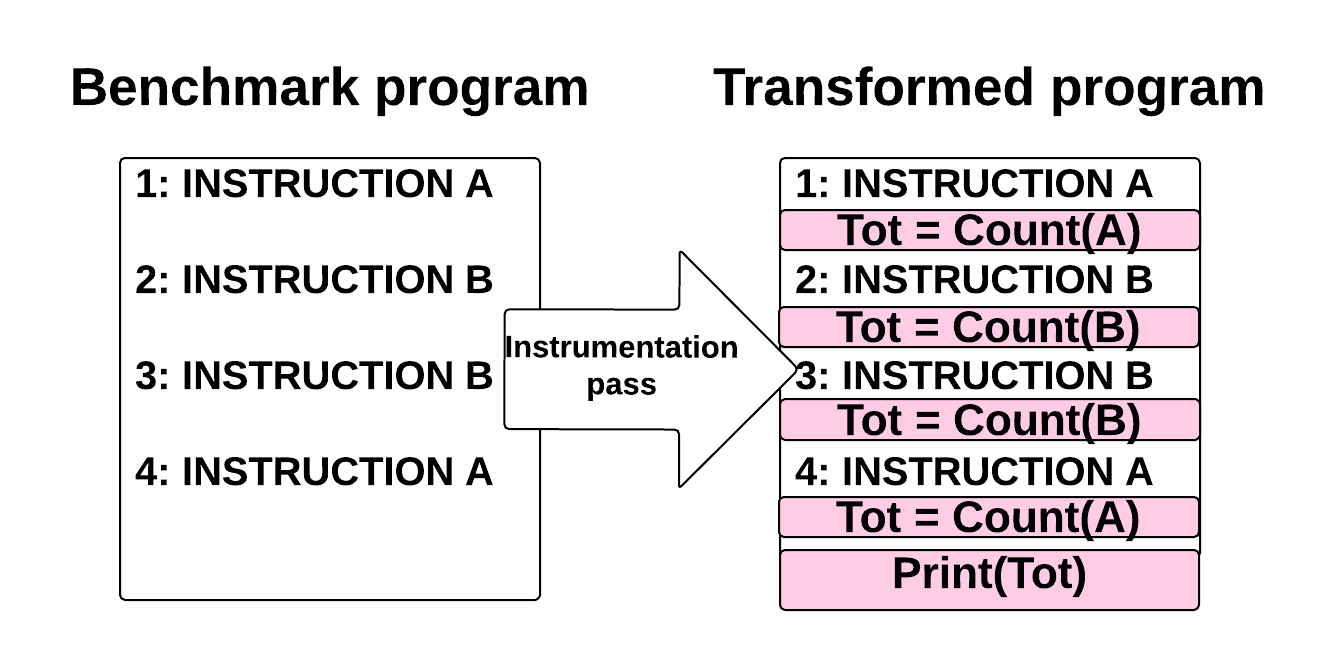 Benchmark program
1: INSTRUCTION A
2: INSTRUCTION B
3: INSTRUCTION B
4: INSTRUCTION A
Instrumentation
pass
Transformed program
1: INSTRUCTION A
Tot = Count(A)
2: INSTRUCTION B
Tot = Count(B)
3: INSTRUCTION B
Tot = Count(B)
4: INSTRUCTION A
Tot = Count(A)
Print(Tot)